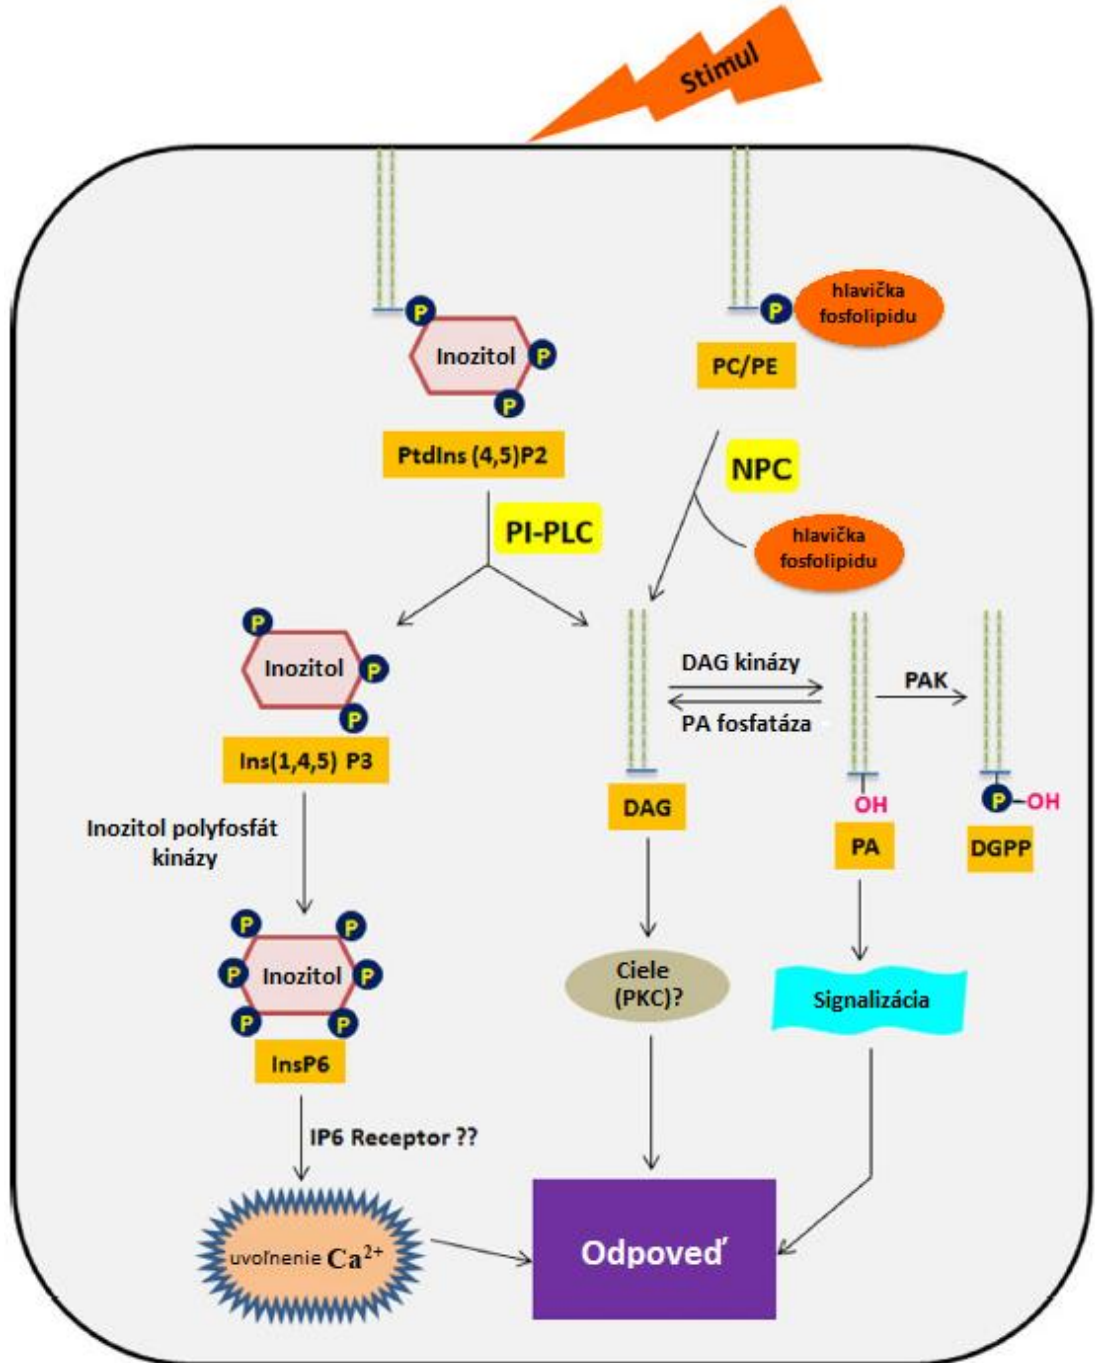 Stimul
P
hlavička
fosfolipidu
P
Inozitol
P
P
PC/PE
PtdIns (4,5)P2
NPC
PI-PLC
hlavička
fosfolipidu
P
Inozitol
P
P
Ins(1,4,5) P3
DAG kinázy
PA fosfatáza
PAK
OH
P
OH
DAG
PA
DGPP
Inozitol polyfosfát
kinázy
P
P
P
Inozitol
P
P
P
InsP6
Ciele
(PKC)?
Signalizácia
IP6 Receptor ??
uvoľnenie Ca²⁺
Odpoveď